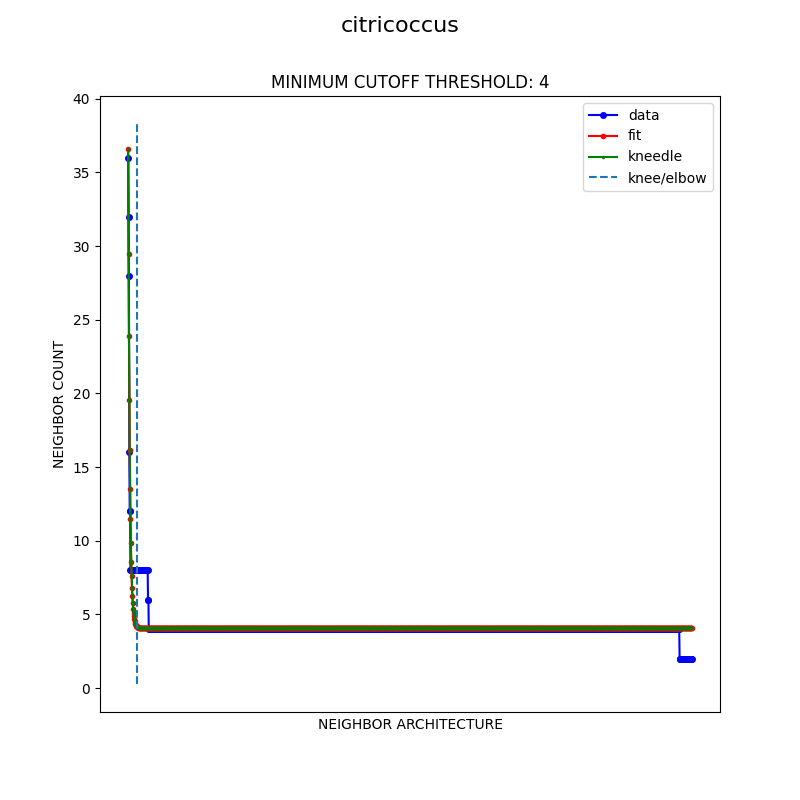 citricoccus
MINIMUM CUTOFF THRESHOLD: 4
40
35
30
25
20
15
10
5
0
NEIGHBOR COUNT
data
fit
kneedle
knee/elbow
NEIGHBOR ARCHITECTURE